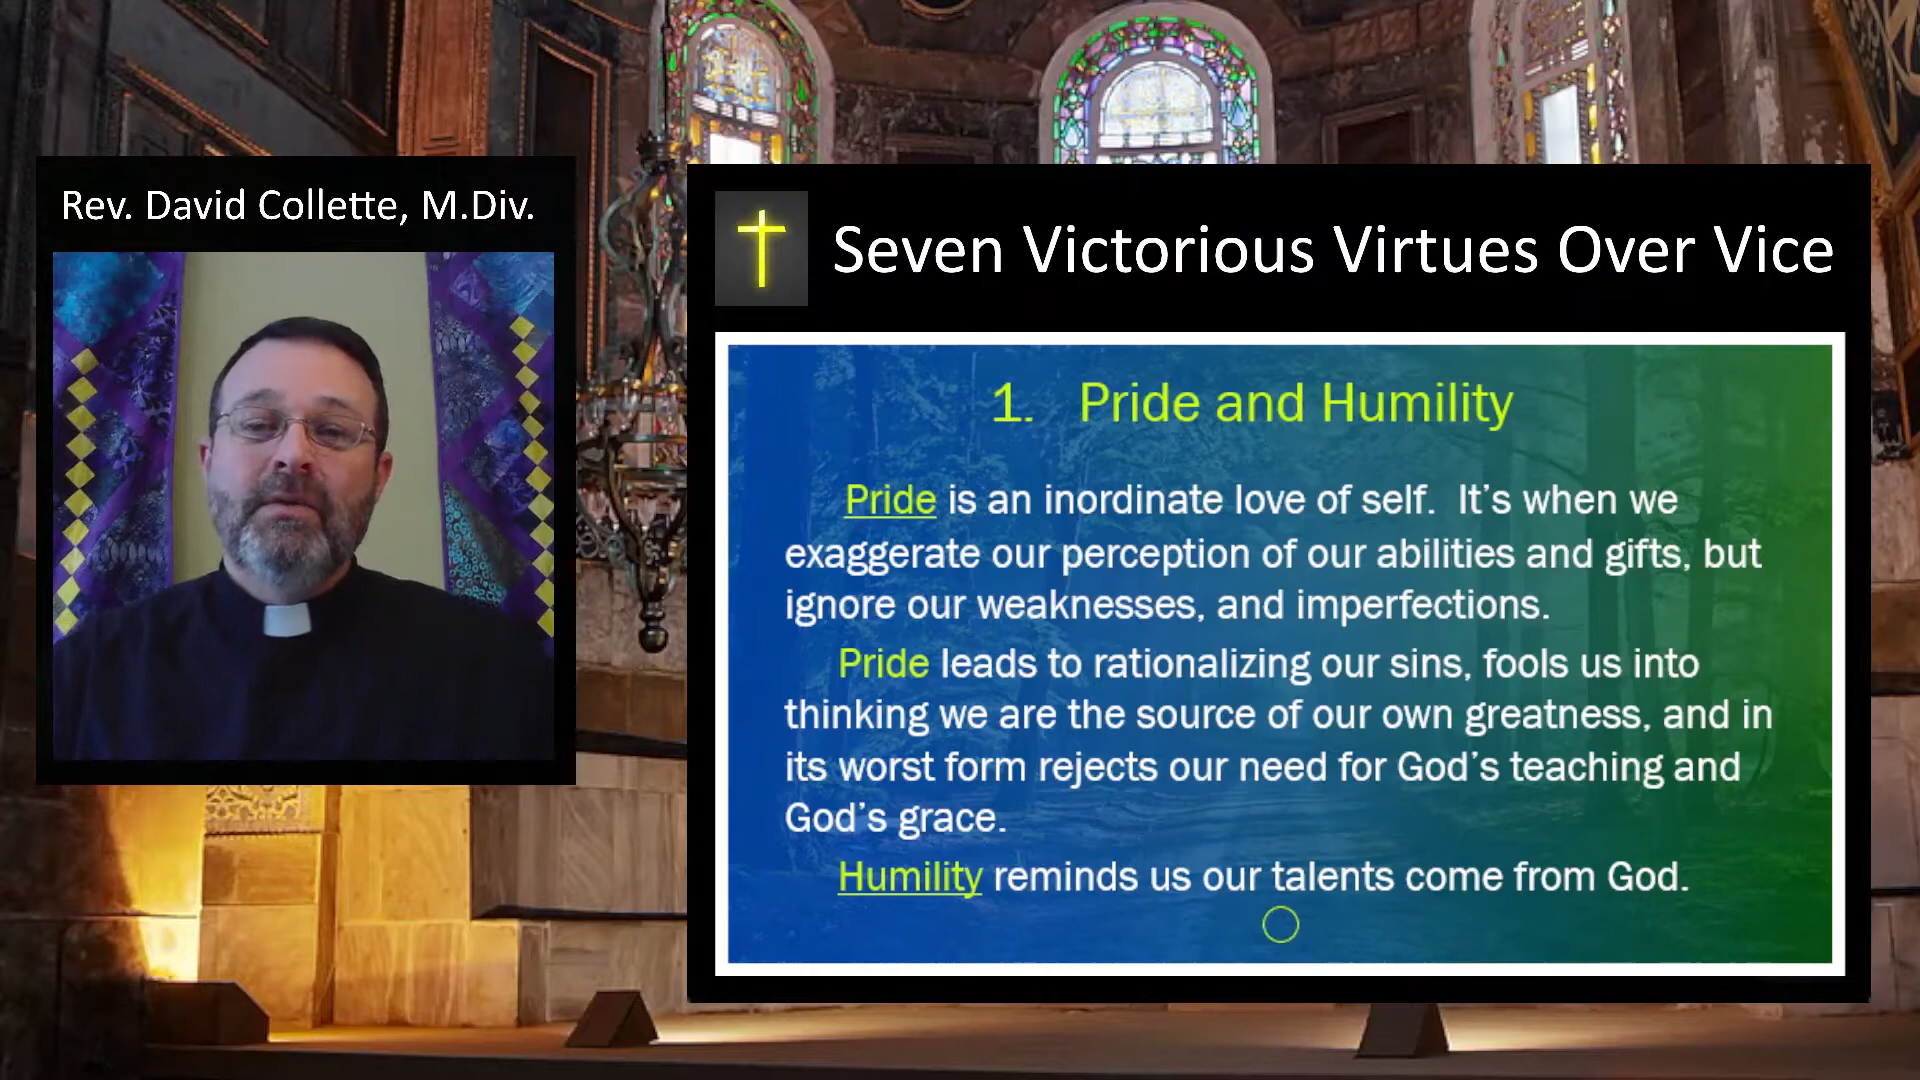 Rev. David Collette, M.Div.
Seven Victorious Virtues Over Vice
1. Pride and Humility
Pride is an inordinate love of self. It’s when we
exaggerate our perception of our abilities and gifts, but
ignore our weaknesses, and imperfections.
Pride leads to rationalizing our sins, fools us into
thinking we are the source of our own greatness, and in
its worst form rejects our need for God’s teaching and
God’s grace.
Humility reminds us our talents come from God.